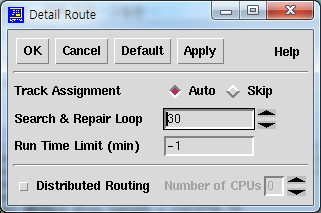 Detail Route
OK Cancel Default Apply Help
Track Assignment Auto Skip
Search & Repair Loop 30
Run Time Limit (min) -1
Distributed Routing Number of CPUs 0